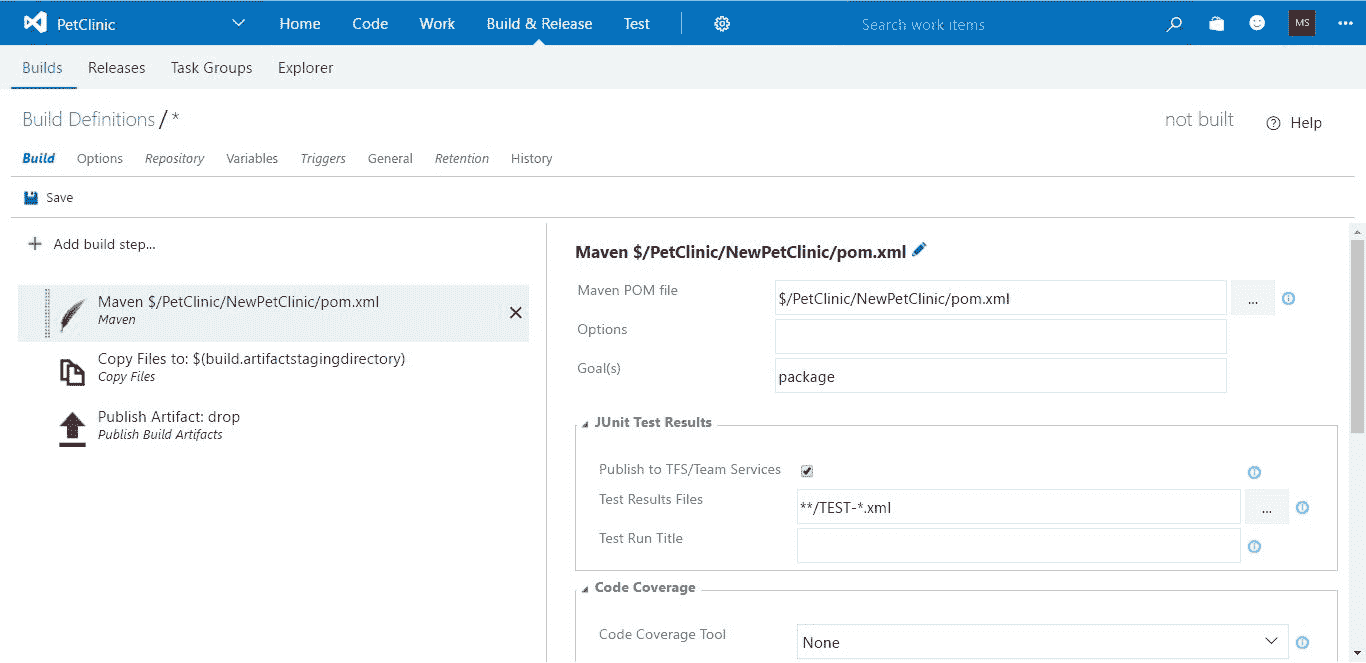 PetClinic Home Code Work Build & Release Test Search work items MS
Builds Releases Task Groups Explorer
Build Definitions / * not built Help
Build Options Repository Variables Triggers General Retention History
Save
Add build step...
Maven $/PetClinic/NewPetClinic/pom.xml
Maven
Copy Files to: $(build.artifactstagingdirectory)
Copy Files
Publish Artifact: drop
Publish Build Artifacts
Maven $/PetClinic/NewPetClinic/pom.xml
Maven POM file $/PetClinic/NewPetClinic/pom.xml ...
Options
Goal(s) package
JUnit Test Results
Publish to TFS/Team Services
Test Results Files **/TEST-*.xml ...
Test Run Title
Code Coverage
Code Coverage Tool None